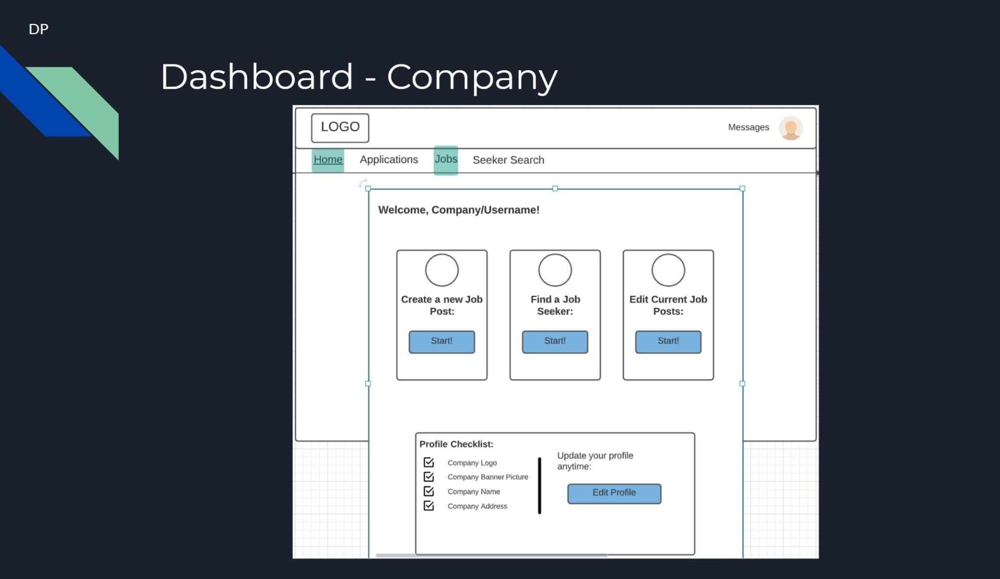 DP
Dashboard - Company
LOGO
Messages
Home Applications Jobs Seeker Search
Welcome, Company/Username!
Create a new Job
Post:
Start!
Find a Job
Seeker:
Start!
Edit Current Job
Posts:
Start!
Profile Checklist:
Company Logo
Company Banner Picture
Company Name
Company Address
Update your profile
anytime:
Edit Profile